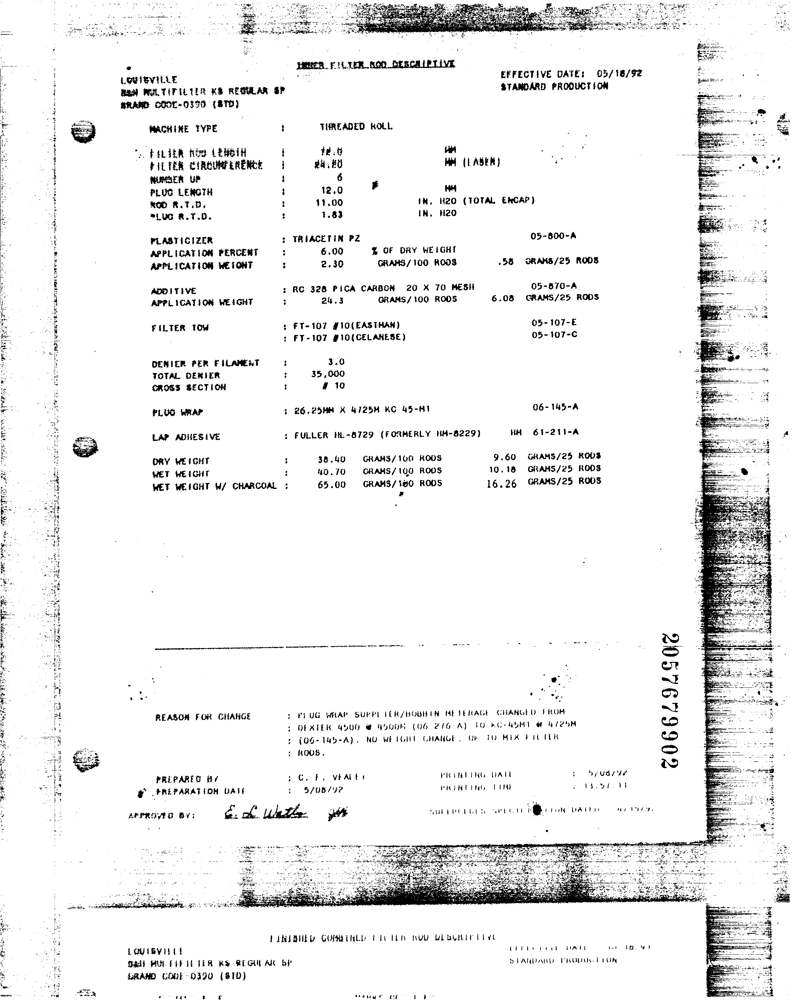 INNER FILTER ROD DESCRIPTIVE
LOUISVILLE
EFFECTIVE DATE: 05/18/92
B&H MULTIFILTER KS REGULAR SP
STANDARD PRODUCTION
BRAND CODE-0390 (STD)
MACHINE TYPE : THREADED ROLL
FILTER ROD LENGTH : 72.0 MM
FILTER CIRCUMFERENCE : 24.20 MM (LASER)
NUMBER UP : 6
PLUG LENGTH : 12.0 MM
ROD R.T.D. : 11.00 IN. H2O (TOTAL ENCAP)
PLUG R.T.D. : 1.83 IN. H2O
PLASTICIZER : TRIACETIN PZ 05-800-A
APPLICATION PERCENT : 6.00 % OF DRY WEIGHT
APPLICATION WEIGHT : 2.30 GRAMS/100 RODS .58 GRAMS/25 RODS
ADDITIVE : RC 328 PICA CARBON 20 X 70 MESH 05-870-A
APPLICATION WEIGHT : 24.3 GRAMS/100 RODS 6.08 GRAMS/25 RODS
FILTER TOW : FT-107 #10(EASTMAN) 05-107-E
: FT-107 #10(CELANESE) 05-107-C
DENIER PER FILAMENT : 3.0
TOTAL DENIER : 35,000
CROSS SECTION : # 10
PLUG WRAP : 26.25MM X 4725M KC 45-M1 06-145-A
LAP ADHESIVE : FULLER HL-8729 (FORMERLY HM-8229) HM 61-211-A
DRY WEIGHT : 38.40 GRAMS/100 RODS 9.60 GRAMS/25 RODS
WET WEIGHT : 40.70 GRAMS/100 RODS 10.18 GRAMS/25 RODS
WET WEIGHT W/ CHARCOAL : 65.00 GRAMS/100 RODS 16.26 GRAMS/25 RODS
2057679902
REASON FOR CHANGE : PLUG WRAP SUPPLIER/BOBBIN METERAGE CHANGED FROM
: DEXTER 4500 @ 4500M (06-276-A) TO KC-45M1 @ 4725M
: (06-145-A). NO WEIGHT CHANGE. OK TO MIX FILTER
: RODS.
PREPARED BY : C. F. VEALEY PRINTING DATE : 5/08/92
PREPARATION DATE : 5/08/92 PRINTING TIME :
APPROVED BY: E. L. Wathe SUPERCEDES SPECIFICATION DATED
FINISHED COMBINED FILTER ROD DESCRIPTIVE
LOUISVILLE
EFFECTIVE DATE
B&H MULTIFILTER KS REGULAR SP
STANDARD PRODUCTION
BRAND CODE-0390 (STD)